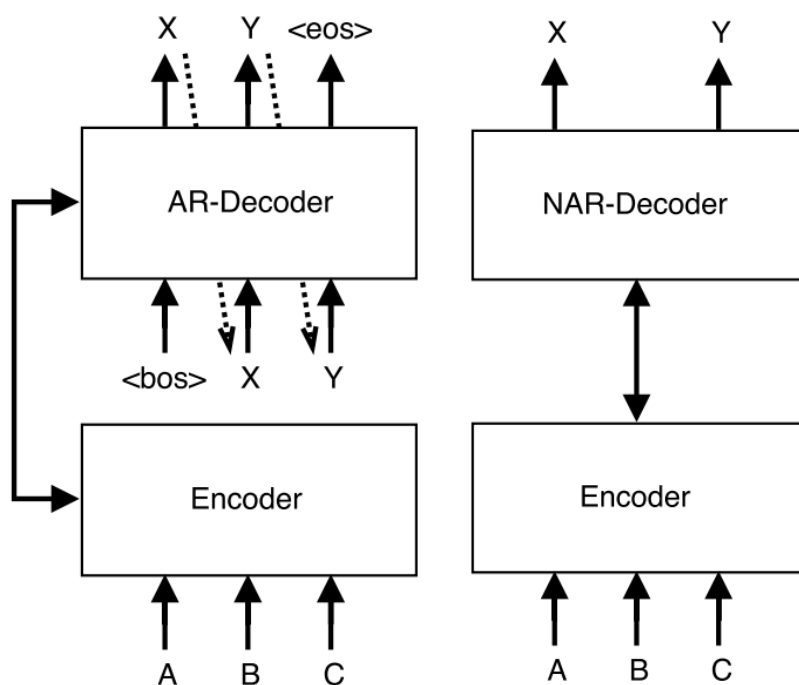 X Y <eos>
AR-Decoder
<bos> X Y
Encoder
A B C
X Y
NAR-Decoder
Encoder
A B C